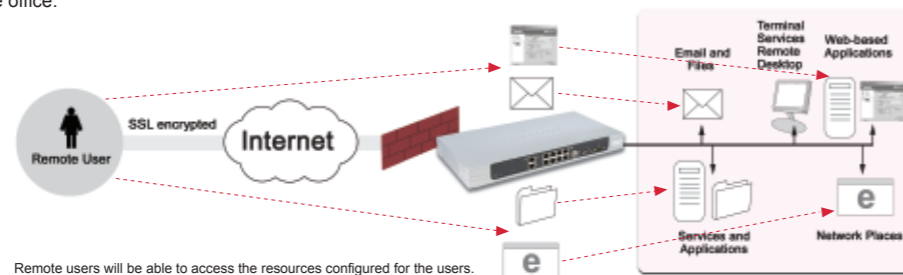 e office.
Remote User
SSL encrypted
Internet
Email and
Files
Terminal
Services
Remote
Desktop
Web-based
Applications
Services and
Applications
e
Network Places
e
Remote users will be able to access the resources configured for the users.